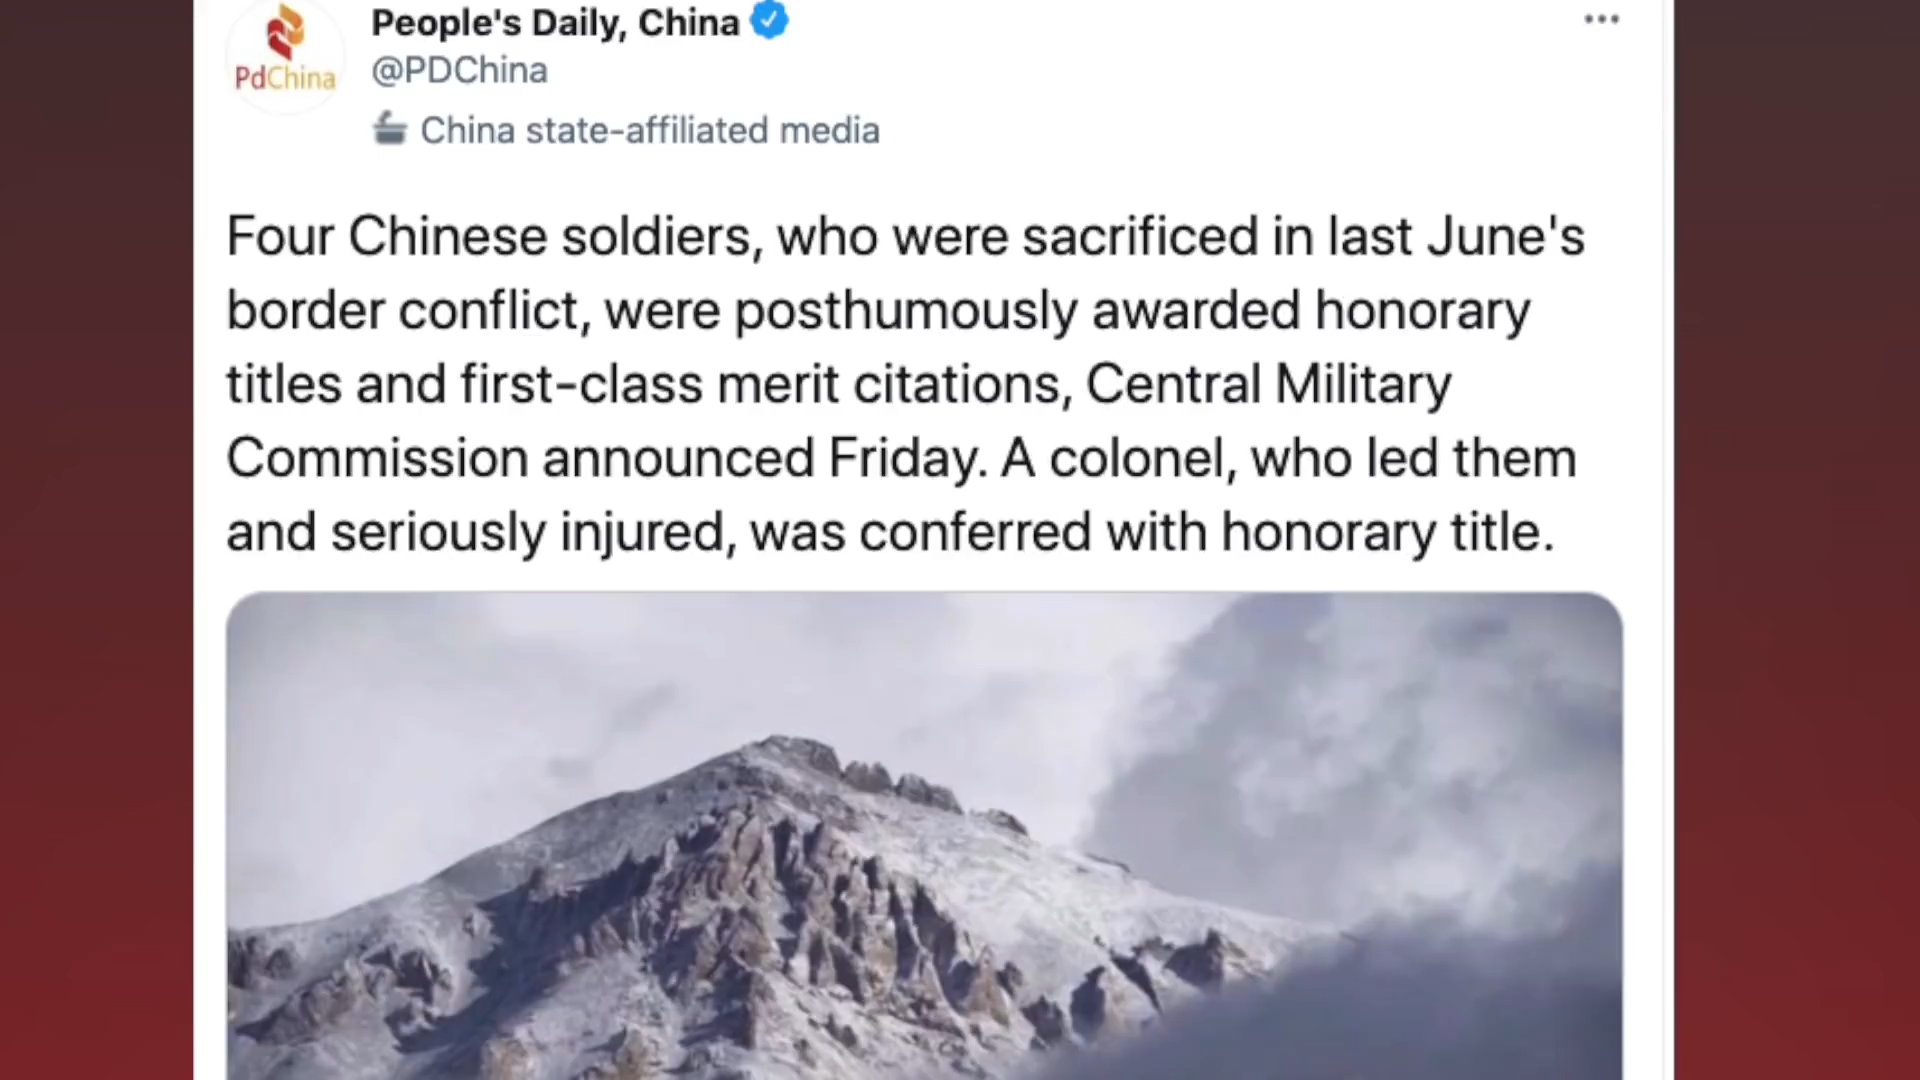 People's Daily, China
@PDChina
PdChina
China state-affiliated media
Four Chinese soldiers, who were sacrificed in last June's
border conflict, were posthumously awarded honorary
titles and first-class merit citations, Central Military
Commission announced Friday. A colonel, who led them
and seriously injured, was conferred with honorary title.